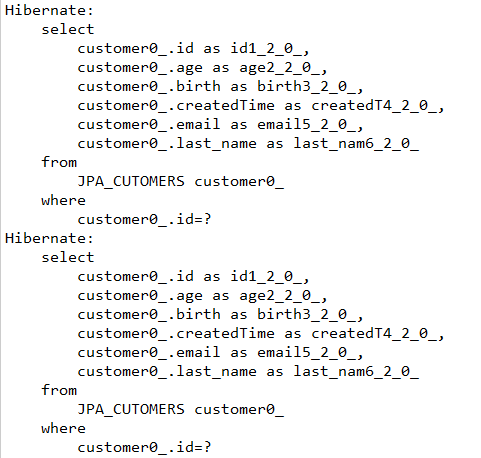 Hibernate:
    select
        customer0_.id as id1_2_0_,
        customer0_.age as age2_2_0_,
        customer0_.birth as birth3_2_0_,
        customer0_.createdTime as createdT4_2_0_,
        customer0_.email as email5_2_0_,
        customer0_.last_name as last_nam6_2_0_
    from
        JPA_CUTOMERS customer0_
    where
        customer0_.id=?
Hibernate:
    select
        customer0_.id as id1_2_0_,
        customer0_.age as age2_2_0_,
        customer0_.birth as birth3_2_0_,
        customer0_.createdTime as createdT4_2_0_,
        customer0_.email as email5_2_0_,
        customer0_.last_name as last_nam6_2_0_
    from
        JPA_CUTOMERS customer0_
    where
        customer0_.id=?